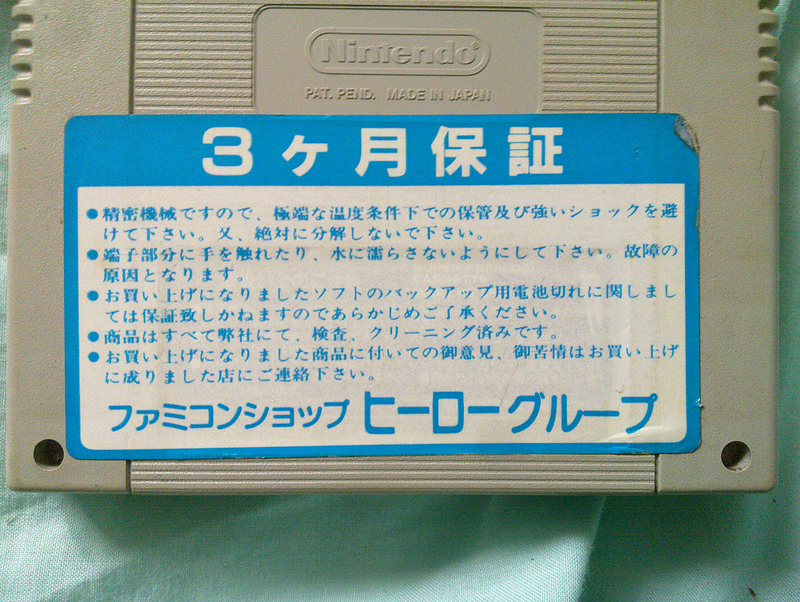 Nintendo®
PAT. PEND. MADE IN JAPAN
3ヶ月保証
●精密機械ですので、極端な温度条件下での保管及び強いショックを避
けて下さい。又、絶対に分解しないで下さい。
●端子部分に手を触れたり、水に濡らさないようにして下さい。故障の
原因となります。
●お買い上げになりましたソフトのバックアップ用電池切れに関しまし
ては保証致しかねますのであらかじめご了承ください。
●商品はすべて弊社にて、検査、クリーニング済みです。
●お買い上げになりました商品に付いての御意見、御苦情はお買い上げ
に成りました店にご連絡下さい。
ファミコンショップ ヒーローグループ